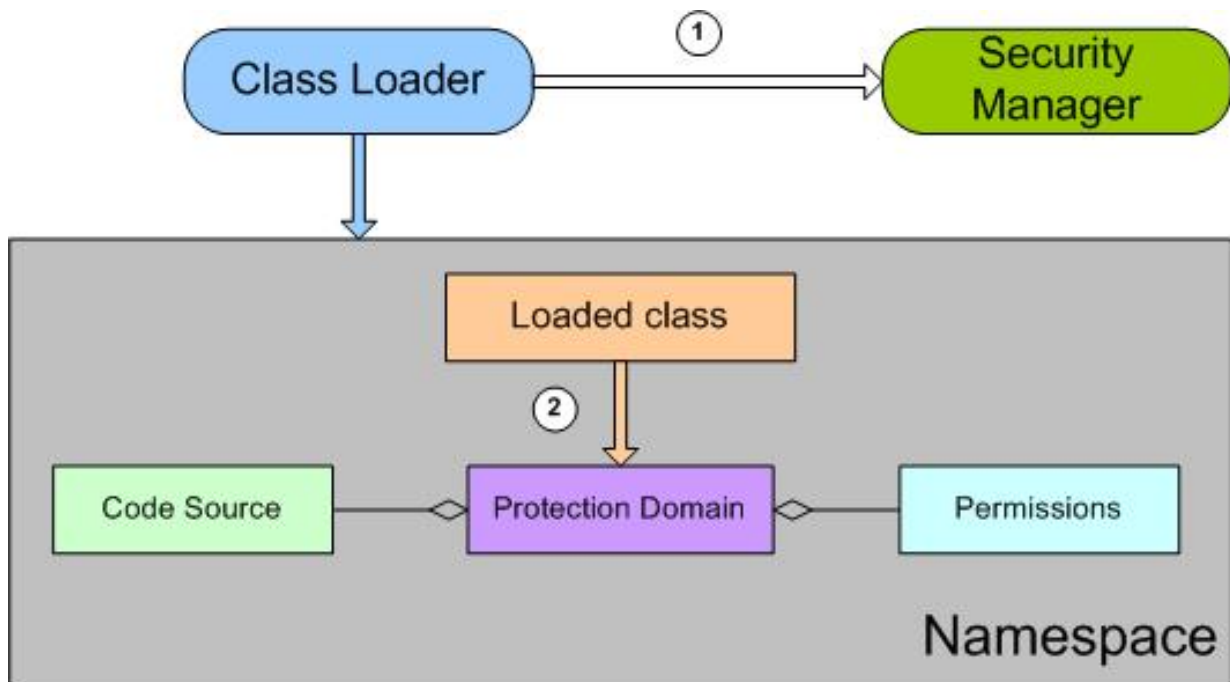 1
Class Loader
Security
Manager
Loaded class
2
Code Source
Protection Domain
Permissions
Namespace